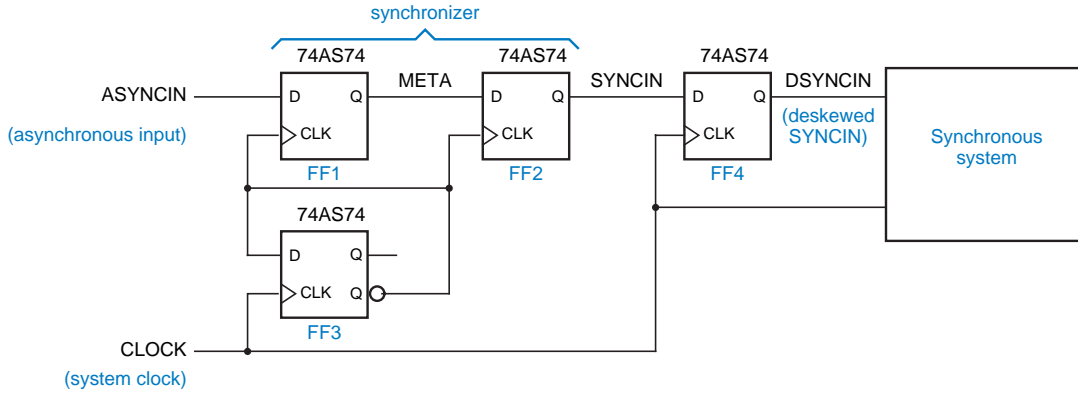 synchronizer
74AS74
74AS74
74AS74
ASYNCIN
D
Q
META
D
Q
SYNCIN
D
Q
DSYNCIN
(asynchronous input)
CLK
CLK
CLK
(deskewed
SYNCIN)
Synchronous
system
FF1
FF2
FF4
74AS74
D
Q
CLK
Q
FF3
CLOCK
(system clock)